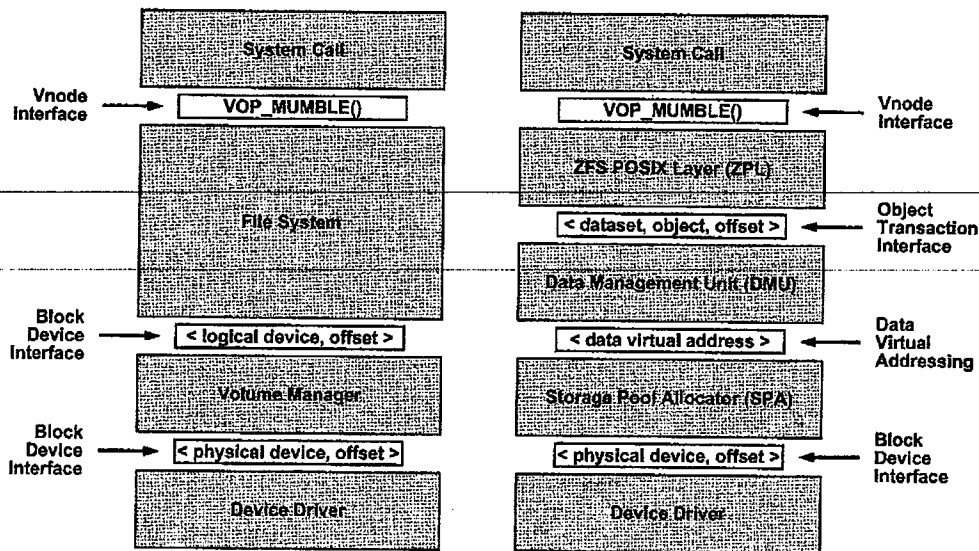 System Call
Vnode
Interface
VOP_MUMBLE()
File System
Block
Device
Interface
< logical device, offset >
Volume Manager
Block
Device
Interface
< physical device, offset >
Device Driver
System Call
VOP_MUMBLE()
Vnode
Interface
ZFS POSIX Layer (ZPL)
< dataset, object, offset >
Object
Transaction
Interface
Data Management Unit (DMU)
< data virtual address >
Data
Virtual
Addressing
Storage Pool Allocator (SPA)
< physical device, offset >
Block
Device
Interface
Device Driver